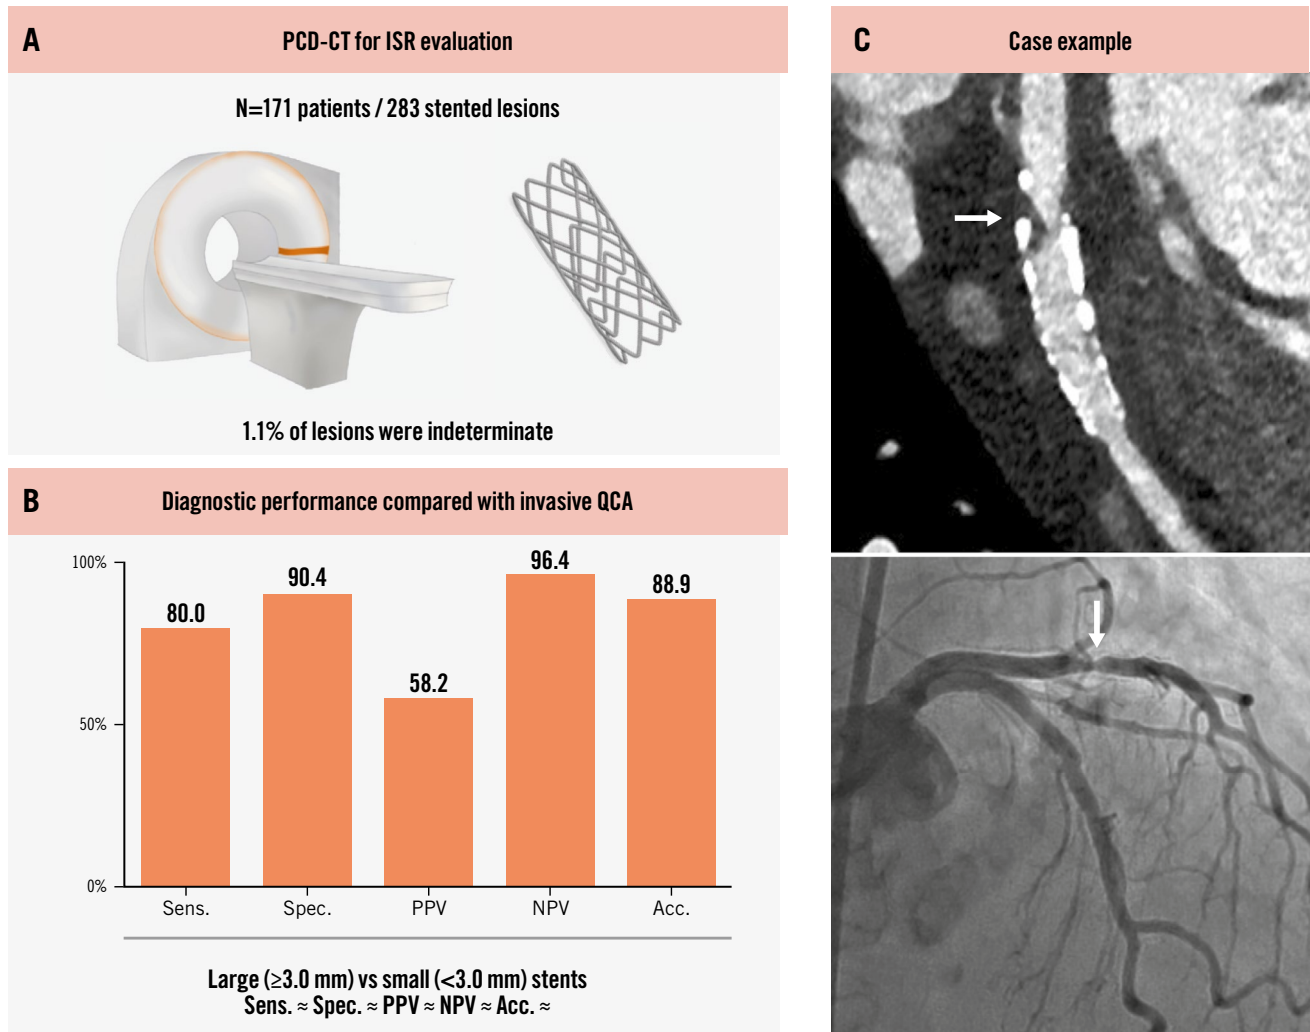 A
PCD-CT for ISR evaluation
N=171 patients / 283 stented lesions
1.1% of lesions were indeterminate
B
Diagnostic performance compared with invasive QCA
100%
50%
0%
80.0
90.4
58.2
96.4
88.9
Sens.
Spec.
PPV
NPV
Acc.
Large (≥3.0 mm) vs small (<3.0 mm) stents
Sens. ≈ Spec. ≈ PPV ≈ NPV ≈ Acc. ≈
C
Case example